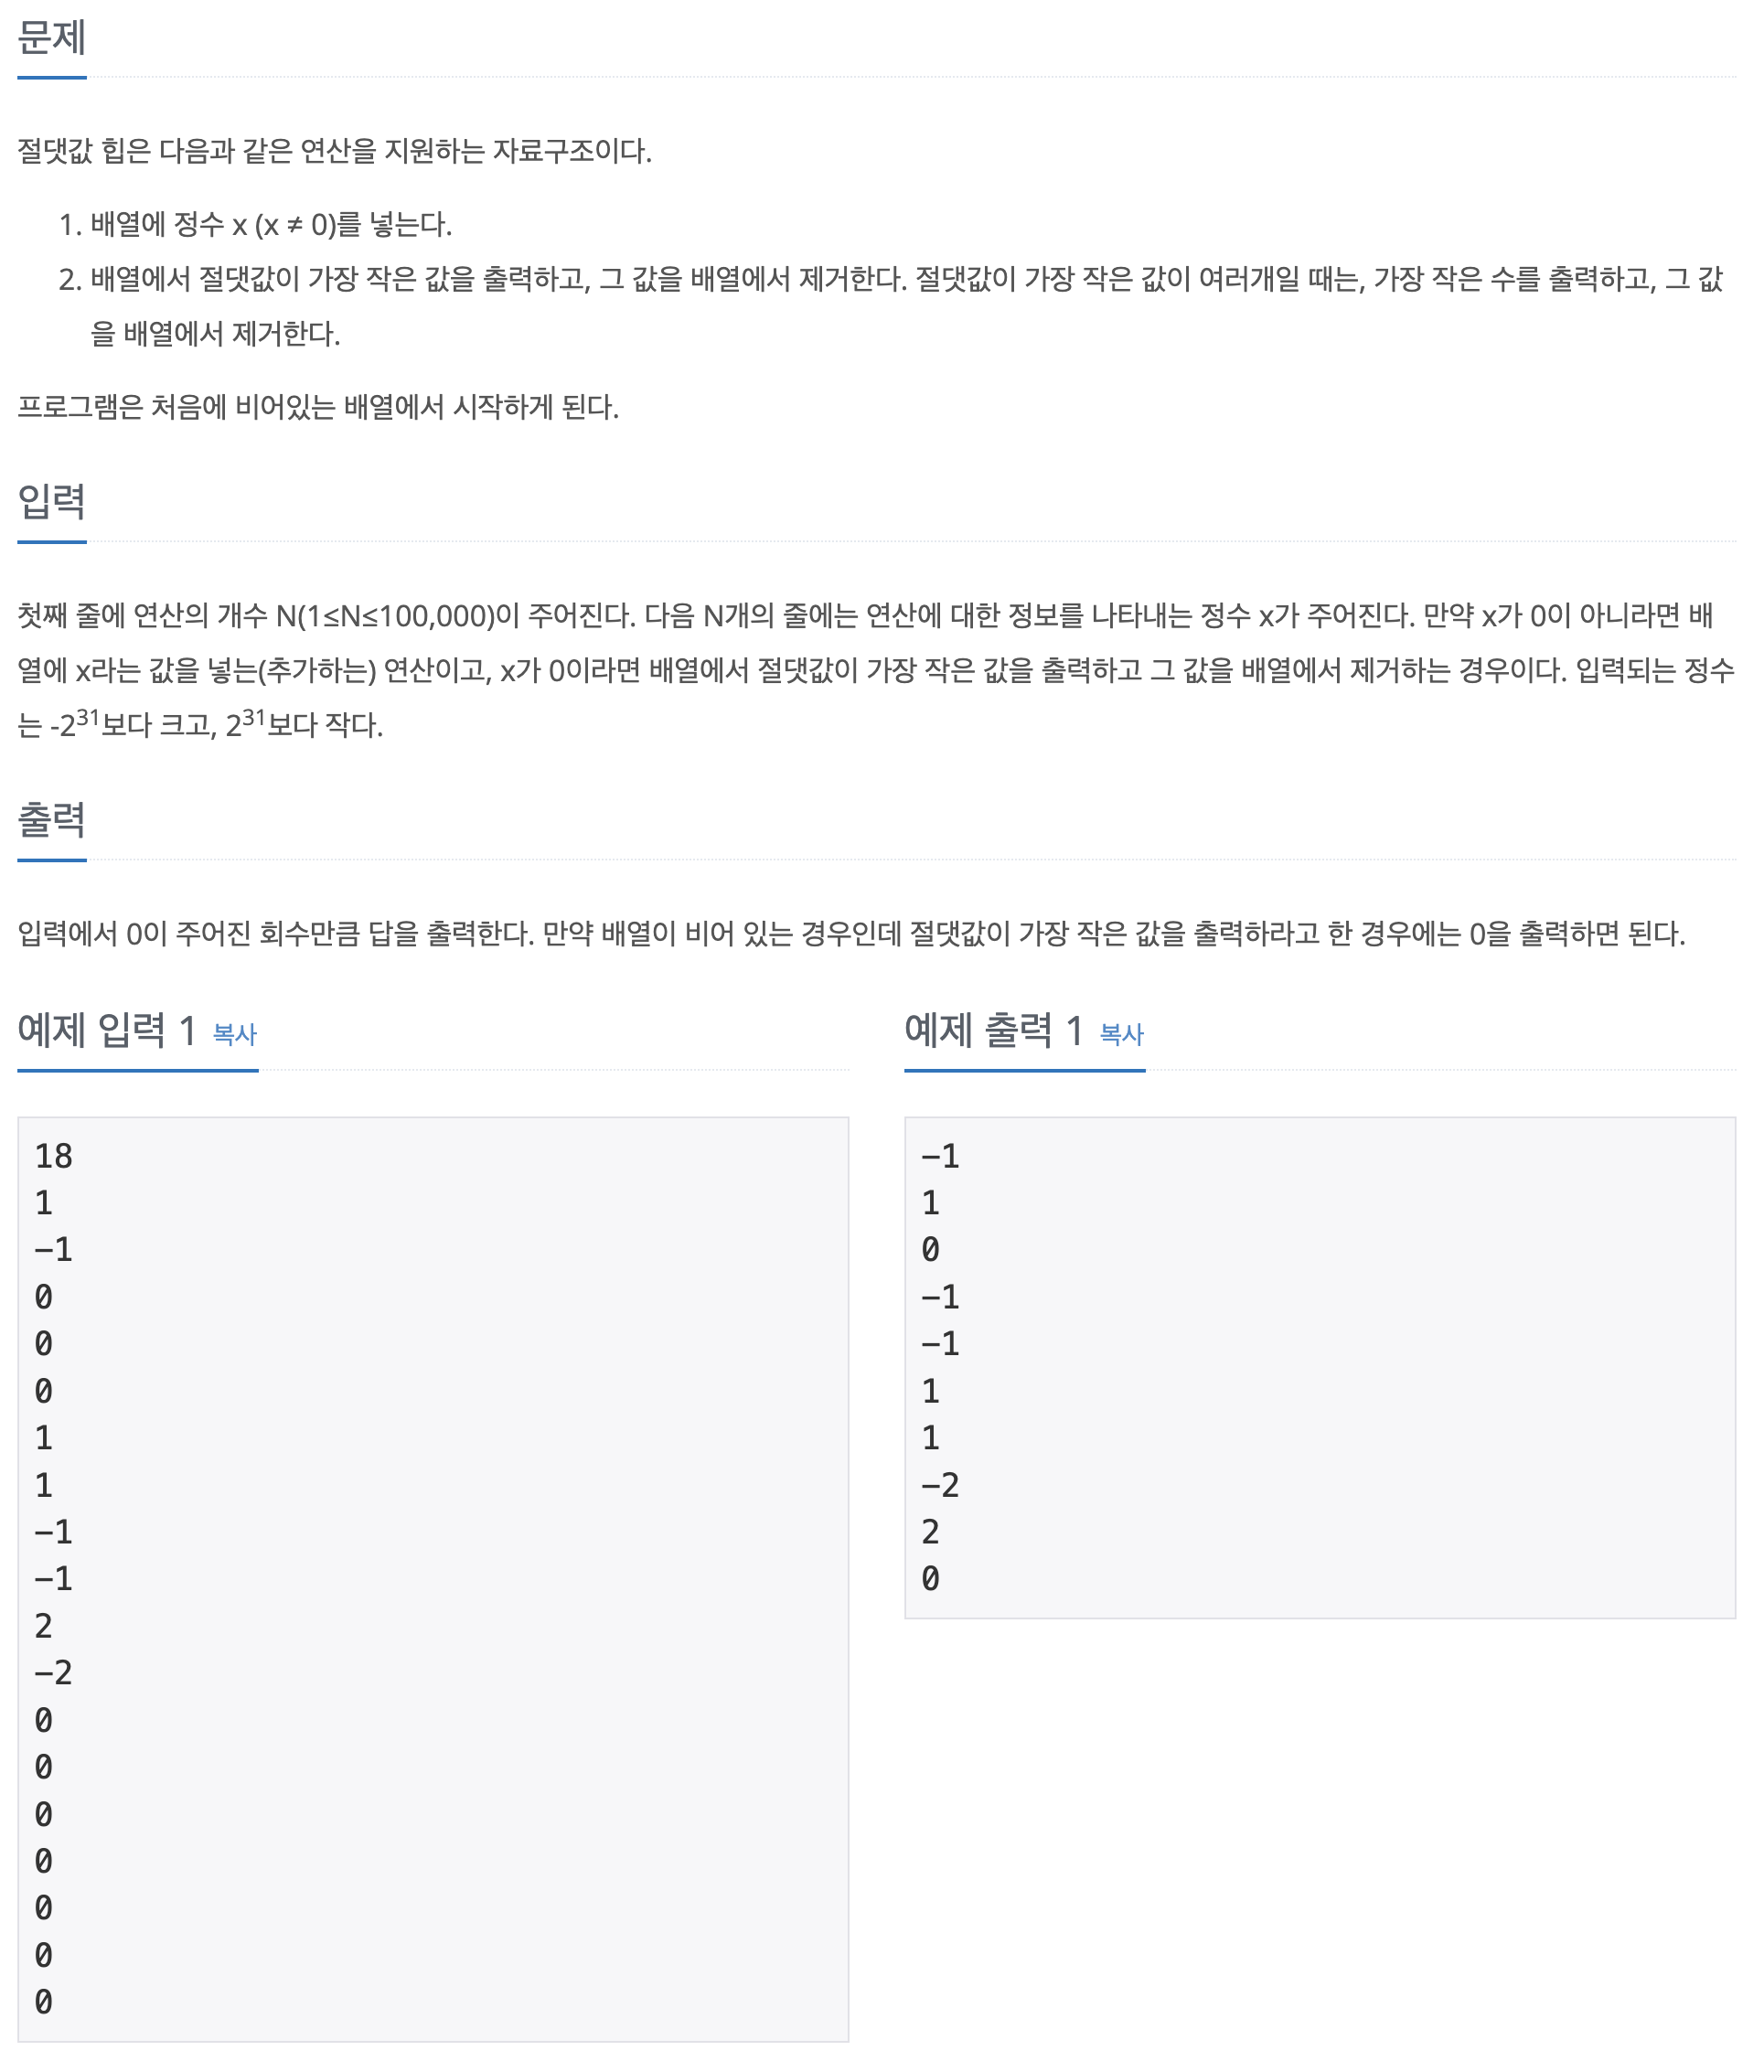 문제
절댓값 힙은 다음과 같은 연산을 지원하는 자료구조이다.
1. 배열에 정수 x (x ≠ 0)를 넣는다.
2. 배열에서 절댓값이 가장 작은 값을 출력하고, 그 값을 배열에서 제거한다. 절댓값이 가장 작은 값이 여러개일 때는, 가장 작은 수를 출력하고, 그 값
을 배열에서 제거한다.
프로그램은 처음에 비어있는 배열에서 시작하게 된다.
입력
첫째 줄에 연산의 개수 N(1≤N≤100,000)이 주어진다. 다음 N개의 줄에는 연산에 대한 정보를 나타내는 정수 x가 주어진다. 만약 x가 0이 아니라면 배
열에 x라는 값을 넣는(추가하는) 연산이고, x가 0이라면 배열에서 절댓값이 가장 작은 값을 출력하고 그 값을 배열에서 제거하는 경우이다. 입력되는 정수
는 -2³¹보다 크고, 2³¹보다 작다.
출력
입력에서 0이 주어진 회수만큼 답을 출력한다. 만약 배열이 비어 있는 경우인데 절댓값이 가장 작은 값을 출력하라고 한 경우에는 0을 출력하면 된다.
예제 입력 1 복사
18
1
-1
0
0
0
1
1
-1
-1
2
-2
0
0
0
0
0
0
0
예제 출력 1 복사
-1
1
0
-1
-1
1
1
-2
2
0